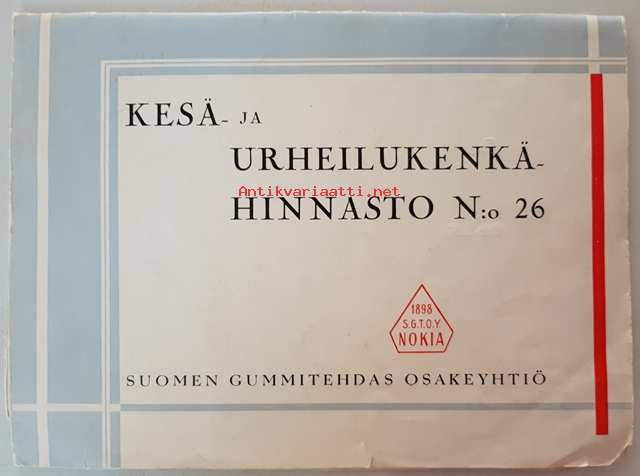 KESÄ- JA
URHEILUKENKÄ-
Antikvariaatti.net
HINNASTO N:o 26
1898
S.G.T.O.Y.
NOKIA
SUOMEN GUMMITEHDAS OSAKEYHTIÖ